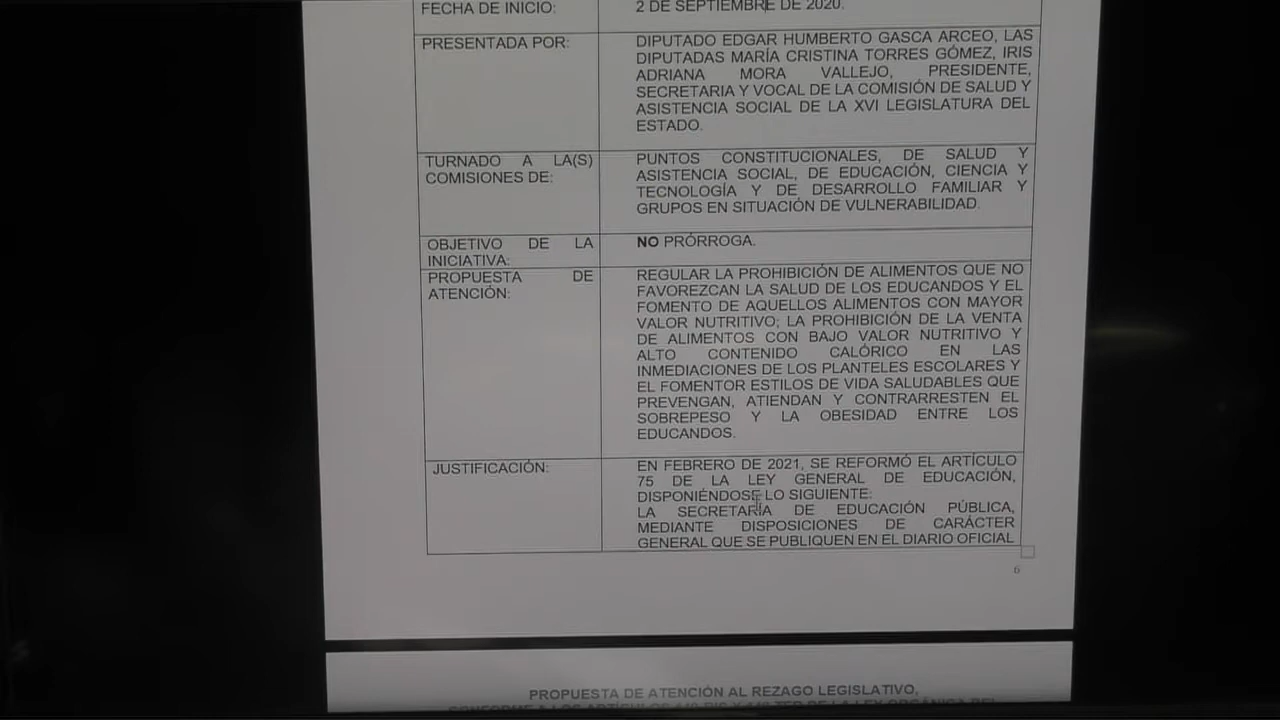 FECHA DE INICIO:
2 DE SEPTIEMBRE DE 2020.
PRESENTADA POR:
DIPUTADO EDGAR HUMBERTO GASCA ARCEO, LAS
DIPUTADAS MARÍA CRISTINA TORRES GÓMEZ, IRIS
ADRIANA MORA VALLEJO, PRESIDENTE,
SECRETARIA Y VOCAL DE LA COMISIÓN DE SALUD Y
ASISTENCIA SOCIAL DE LA XVI LEGISLATURA DEL
ESTADO.
TURNADO A LA(S)
COMISIONES DE:
PUNTOS CONSTITUCIONALES, DE SALUD Y
ASISTENCIA SOCIAL, DE EDUCACIÓN, CIENCIA Y
TECNOLOGÍA Y DE DESARROLLO FAMILIAR Y
GRUPOS EN SITUACIÓN DE VULNERABILIDAD.
OBJETIVO DE LA
INICIATIVA:
NO PRÓRROGA.
PROPUESTA DE
ATENCIÓN:
REGULAR LA PROHIBICIÓN DE ALIMENTOS QUE NO
FAVOREZCAN LA SALUD DE LOS EDUCANDOS Y EL
FOMENTO DE AQUELLOS ALIMENTOS CON MAYOR
VALOR NUTRITIVO; LA PROHIBICIÓN DE LA VENTA
DE ALIMENTOS CON BAJO VALOR NUTRITIVO Y
ALTO CONTENIDO CALÓRICO EN LAS
INMEDIACIONES DE LOS PLANTELES ESCOLARES Y
EL FOMENTOR ESTILOS DE VIDA SALUDABLES QUE
PREVENGAN, ATIENDAN Y CONTRARRESTEN EL
SOBREPESO Y LA OBESIDAD ENTRE LOS
EDUCANDOS.
JUSTIFICACIÓN:
EN FEBRERO DE 2021, SE REFORMÓ EL ARTÍCULO
75 DE LA LEY GENERAL DE EDUCACIÓN,
DISPONIÉNDOSE LO SIGUIENTE:
LA SECRETARÍA DE EDUCACIÓN PÚBLICA,
MEDIANTE DISPOSICIONES DE CARÁCTER
GENERAL QUE SE PUBLIQUEN EN EL DIARIO OFICIAL
6
PROPUESTA DE ATENCIÓN AL REZAGO LEGISLATIVO,
CONFORME A LOS ARTÍCULOS